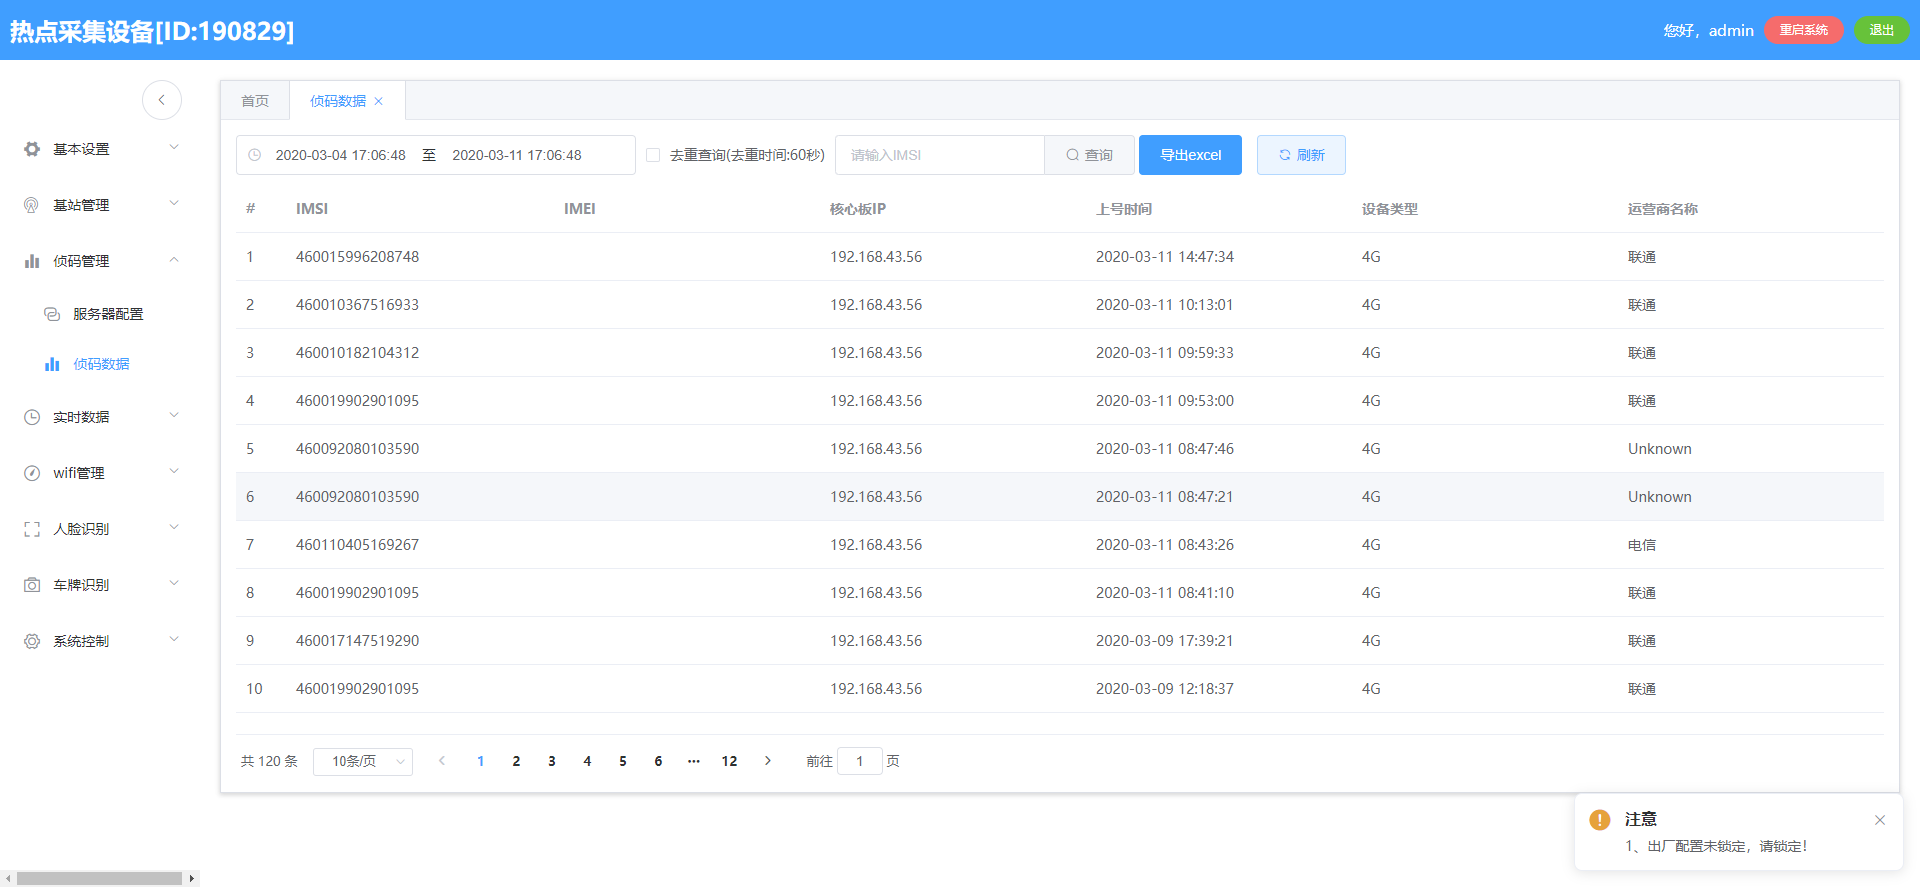 热点采集设备[ID:190829]
您好，admin 重启系统 退出
首页 侦码数据
2020-03-04 17:06:48 至 2020-03-11 17:06:48 去重查询(去重时间:60秒) 请输入IMSI 查询 导出excel 刷新
基本设置
基站管理
侦码管理
服务器配置
侦码数据
实时数据
wifi管理
人脸识别
车牌识别
系统控制
# IMSI IMEI 核心板IP 上号时间 设备类型 运营商名称
1 460015996208748 192.168.43.56 2020-03-11 14:47:34 4G 联通
2 460010367516933 192.168.43.56 2020-03-11 10:13:01 4G 联通
3 460010182104312 192.168.43.56 2020-03-11 09:59:33 4G 联通
4 460019902901095 192.168.43.56 2020-03-11 09:53:00 4G 联通
5 460092080103590 192.168.43.56 2020-03-11 08:47:46 4G Unknown
6 460092080103590 192.168.43.56 2020-03-11 08:47:21 4G Unknown
7 460110405169267 192.168.43.56 2020-03-11 08:43:26 4G 电信
8 460019902901095 192.168.43.56 2020-03-11 08:41:10 4G 联通
9 460017147519290 192.168.43.56 2020-03-09 17:39:21 4G 联通
10 460019902901095 192.168.43.56 2020-03-09 12:18:37 4G 联通
共 120 条 10条/页 1 2 3 4 5 6 ··· 12 前往 1 页
注意
1、出厂配置未锁定，请锁定！